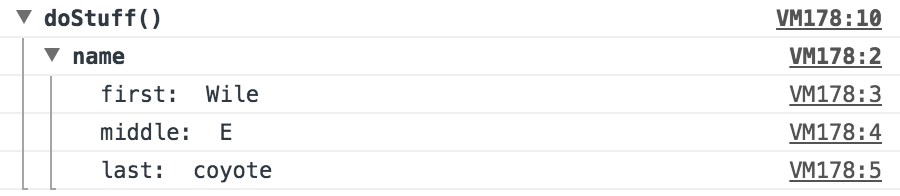 ▼ doStuff() VM178:10
▼ name VM178:2
first:  Wile VM178:3
middle:  E VM178:4
last:  coyote VM178:5